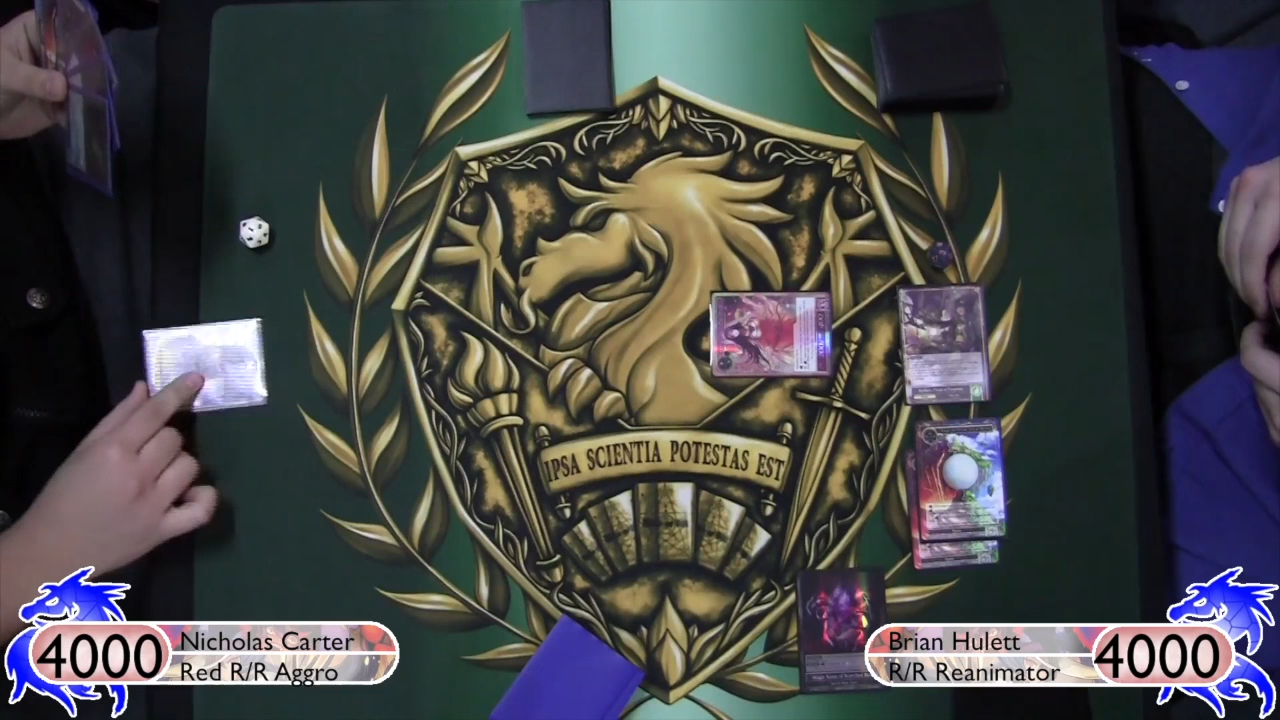 IPSA SCIENTIA POTESTAS EST
4000
Nicholas Carter
Red R/R Aggro
Brian Hulett
R/R Reanimator
4000